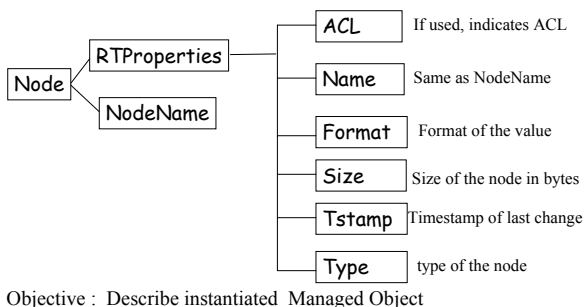 ACL If used, indicates ACL
RTProperties
Node
Name Same as NodeName
NodeName
Format Format of the value
Size Size of the node in bytes
Tstamp Timestamp of last change
Type type of the node
Objective : Describe instantiated Managed Object